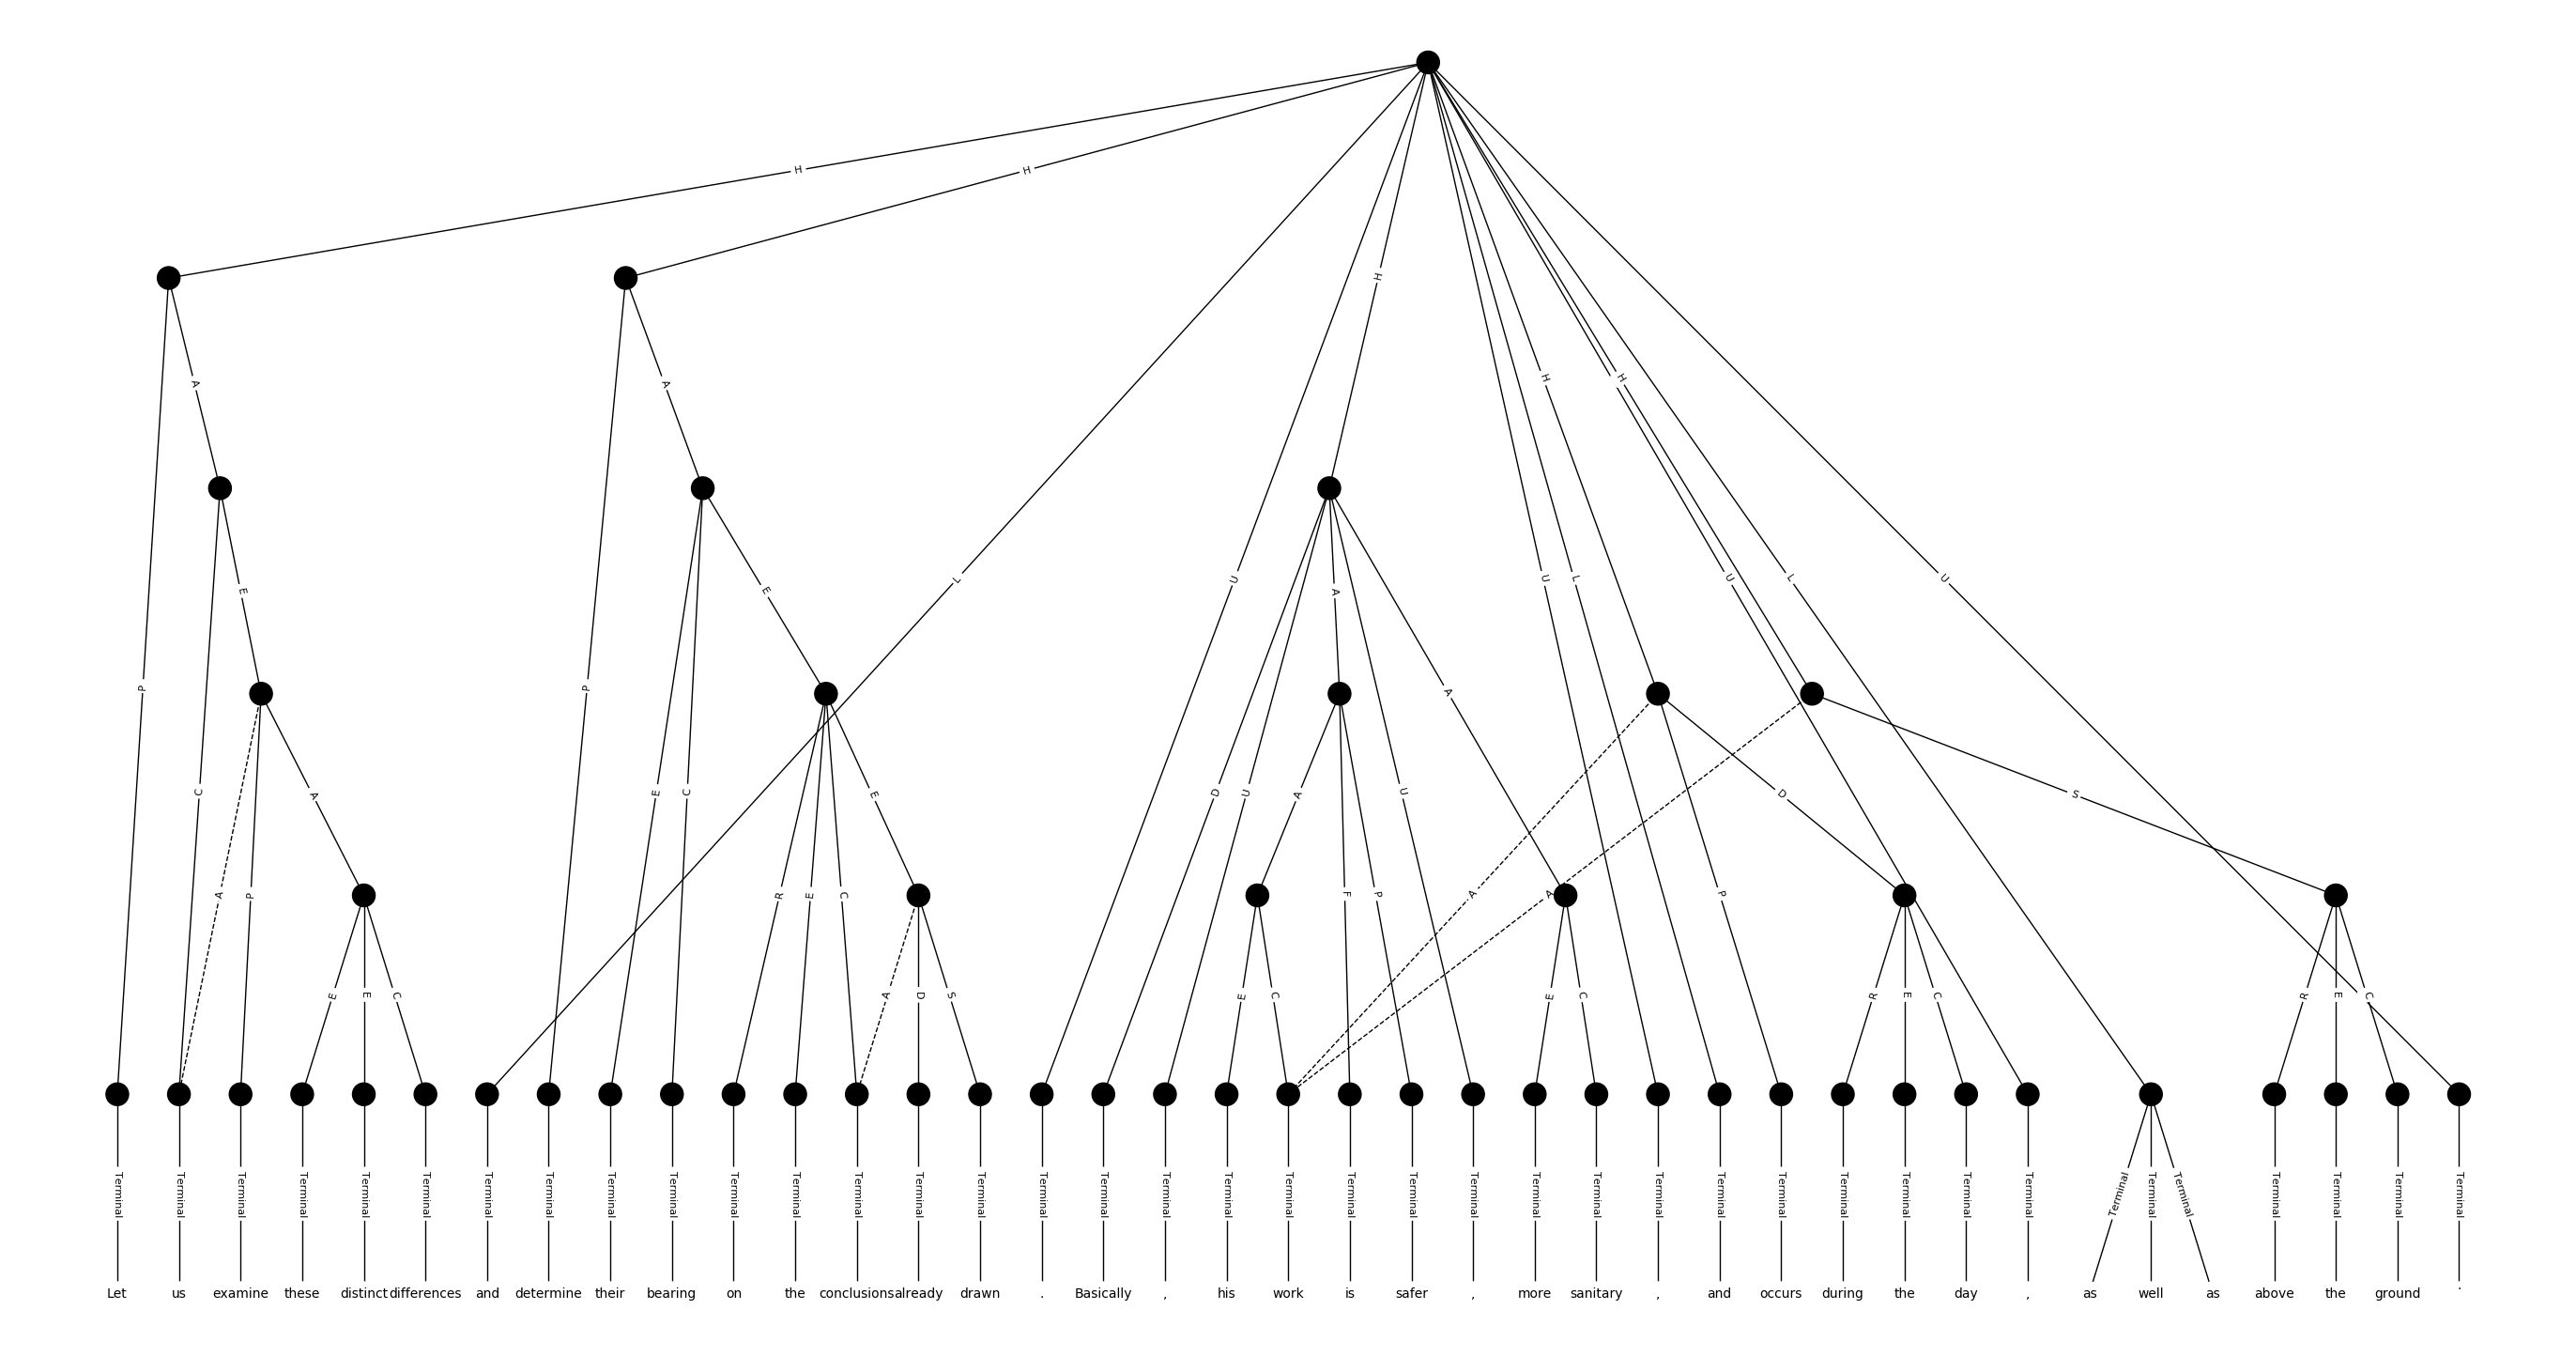 H H
H
A A H H
U L U L U
E E A
P P A
C E C A E D U U A D S
A P R E C F P A A P
E E C A D S E C E C R E C R E C
Terminal Terminal Terminal Terminal Terminal Terminal Terminal Terminal Terminal Terminal Terminal Terminal Terminal Terminal Terminal Terminal Terminal Terminal Terminal Terminal Terminal Terminal Terminal Terminal Terminal Terminal Terminal Terminal Terminal Terminal Terminal Terminal Terminal Terminal Terminal Terminal Terminal Terminal Terminal
Let us examine these distinct differences and determine their bearing on the conclusions already drawn . Basically , his work is safer , more sanitary , and occurs during the day , as well as above the ground .